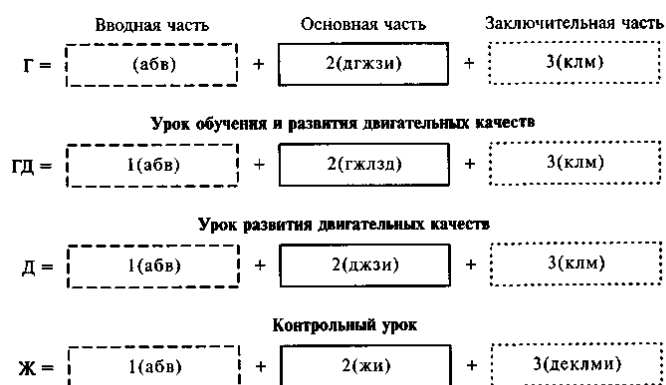 Вводная часть Основная часть Заключительная часть
Г = (абв) + 2(дгжзи) + 3(клм)
Урок обучения и развития двигательных качеств
ГД = 1(абв) + 2(гжлзд) + 3(клм)
Урок развития двигательных качеств
Д = 1(абв) + 2(джзи) + 3(клм)
Контрольный урок
Ж = 1(абв) + 2(жи) + 3(деклми)